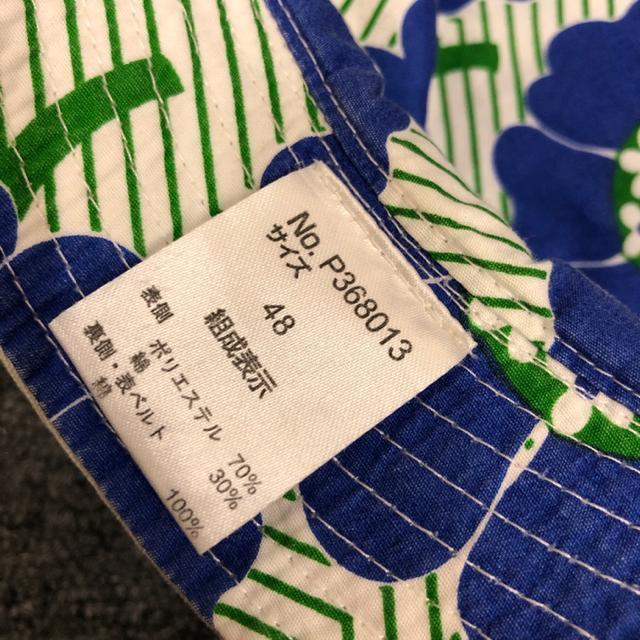 No. P368013
サイズ 48
組成表示
表側 ポリエステル 70%
綿 30%
裏側・表ベルト
綿 100%